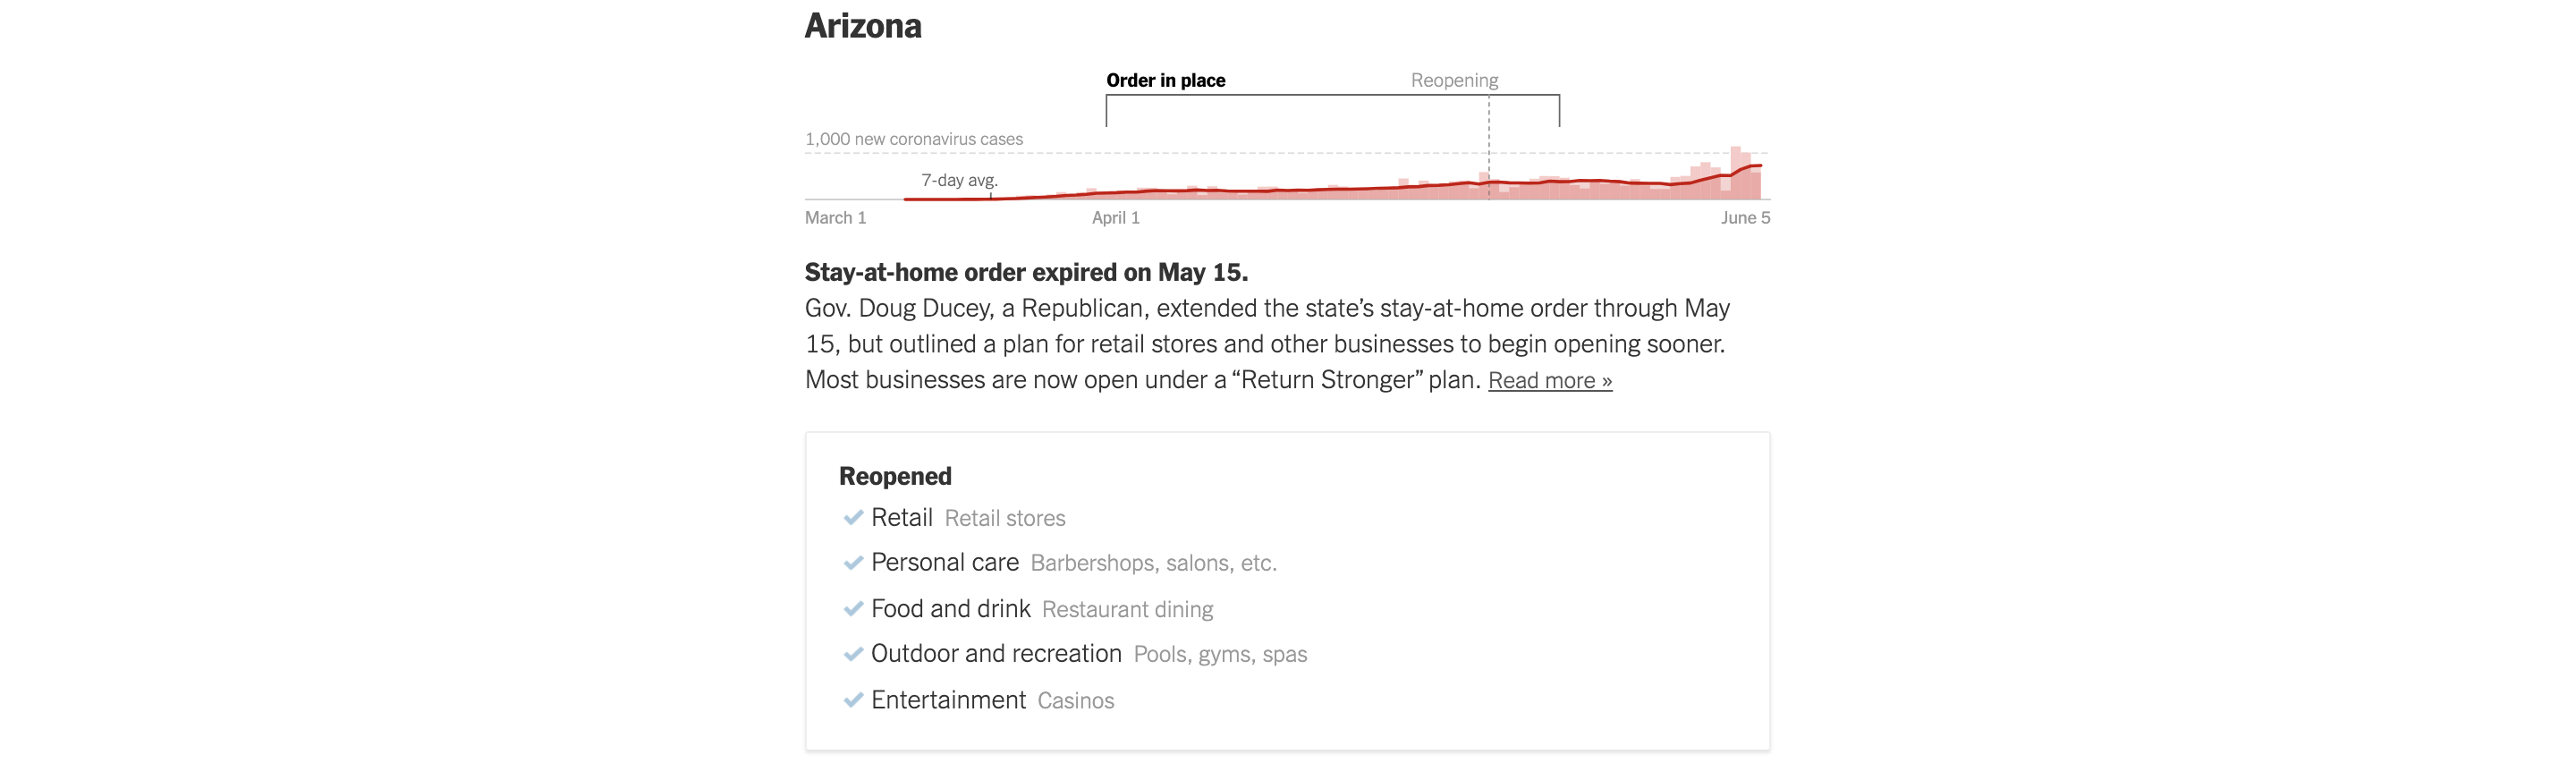 Arizona
Order in place
Reopening
1,000 new coronavirus cases
7-day avg.
March 1
April 1
June 5
Stay-at-home order expired on May 15.
Gov. Doug Ducey, a Republican, extended the state’s stay-at-home order through May
15, but outlined a plan for retail stores and other businesses to begin opening sooner.
Most businesses are now open under a “Return Stronger” plan. Read more »
Reopened
Retail Retail stores
Personal care Barbershops, salons, etc.
Food and drink Restaurant dining
Outdoor and recreation Pools, gyms, spas
Entertainment Casinos